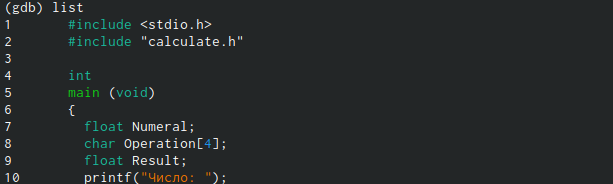 (gdb) list
1       #include <stdio.h>
2       #include "calculate.h"
3
4       int
5       main (void)
6       {
7         float Numeral;
8         char Operation[4];
9         float Result;
10        printf("Число: ");